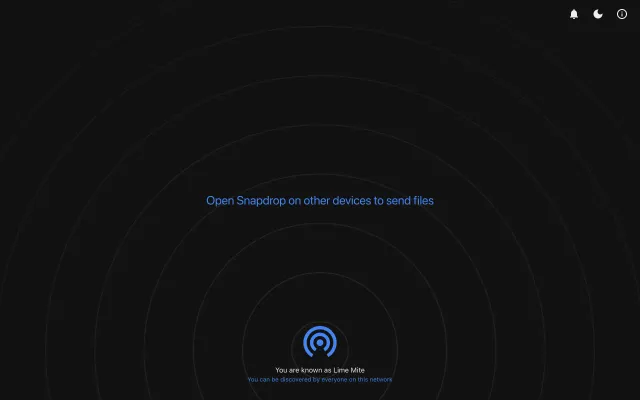 Open Snapdrop on other devices to send files
You are known as Lime Mite
You can be discovered by everyone on this network